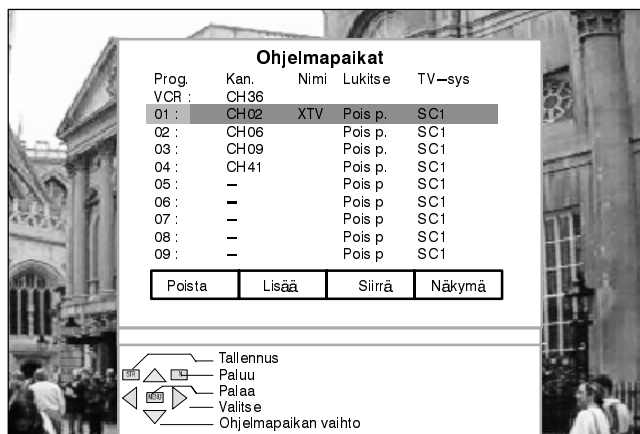 Ohjelmapaikat
Prog. Kan. Nimi Lukitse TV–sys
VCR : CH36
01 : CH02 XTV Pois p. SC1
02 : CH06 Pois p. SC1
03 : CH09 Pois p. SC1
04 : CH41 Pois p. SC1
05 : – Pois p SC1
06 : – Pois p SC1
07 : – Pois p SC1
08 : – Pois p SC1
09 : – Pois p SC1
Poista Lisää Siirrä Näkymä
Tallennus
STR N Paluu
MENU Palaa
Valitse
Ohjelmapaikan vaihto